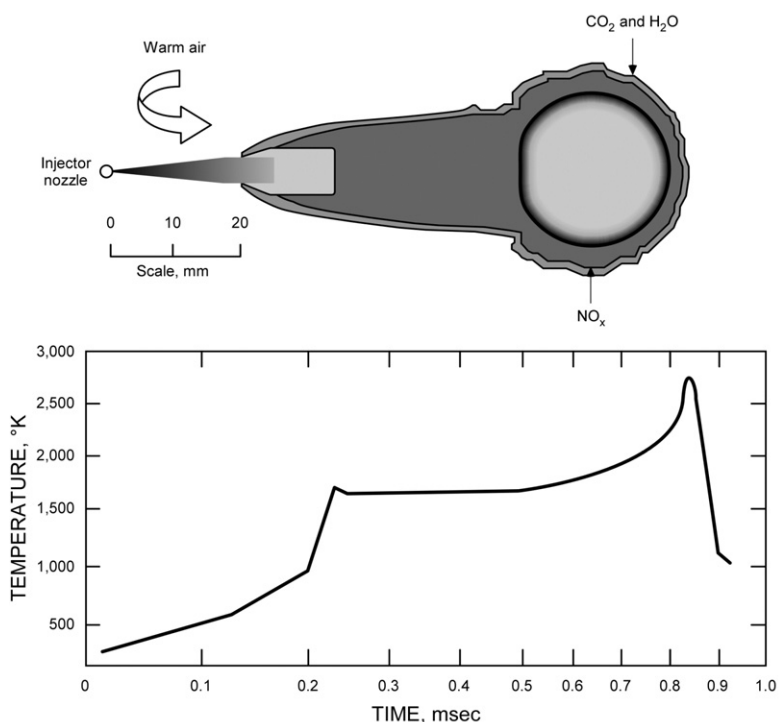 CO₂ and H₂O
Warm air
Injector
nozzle
0 10 20
Scale, mm
NOₓ
3,000
2,500
2,000
1,500
1,000
500
TEMPERATURE, °K
0 0.1 0.2 0.3 0.4 0.5 0.6 0.7 0.8 0.9 1.0
TIME, msec